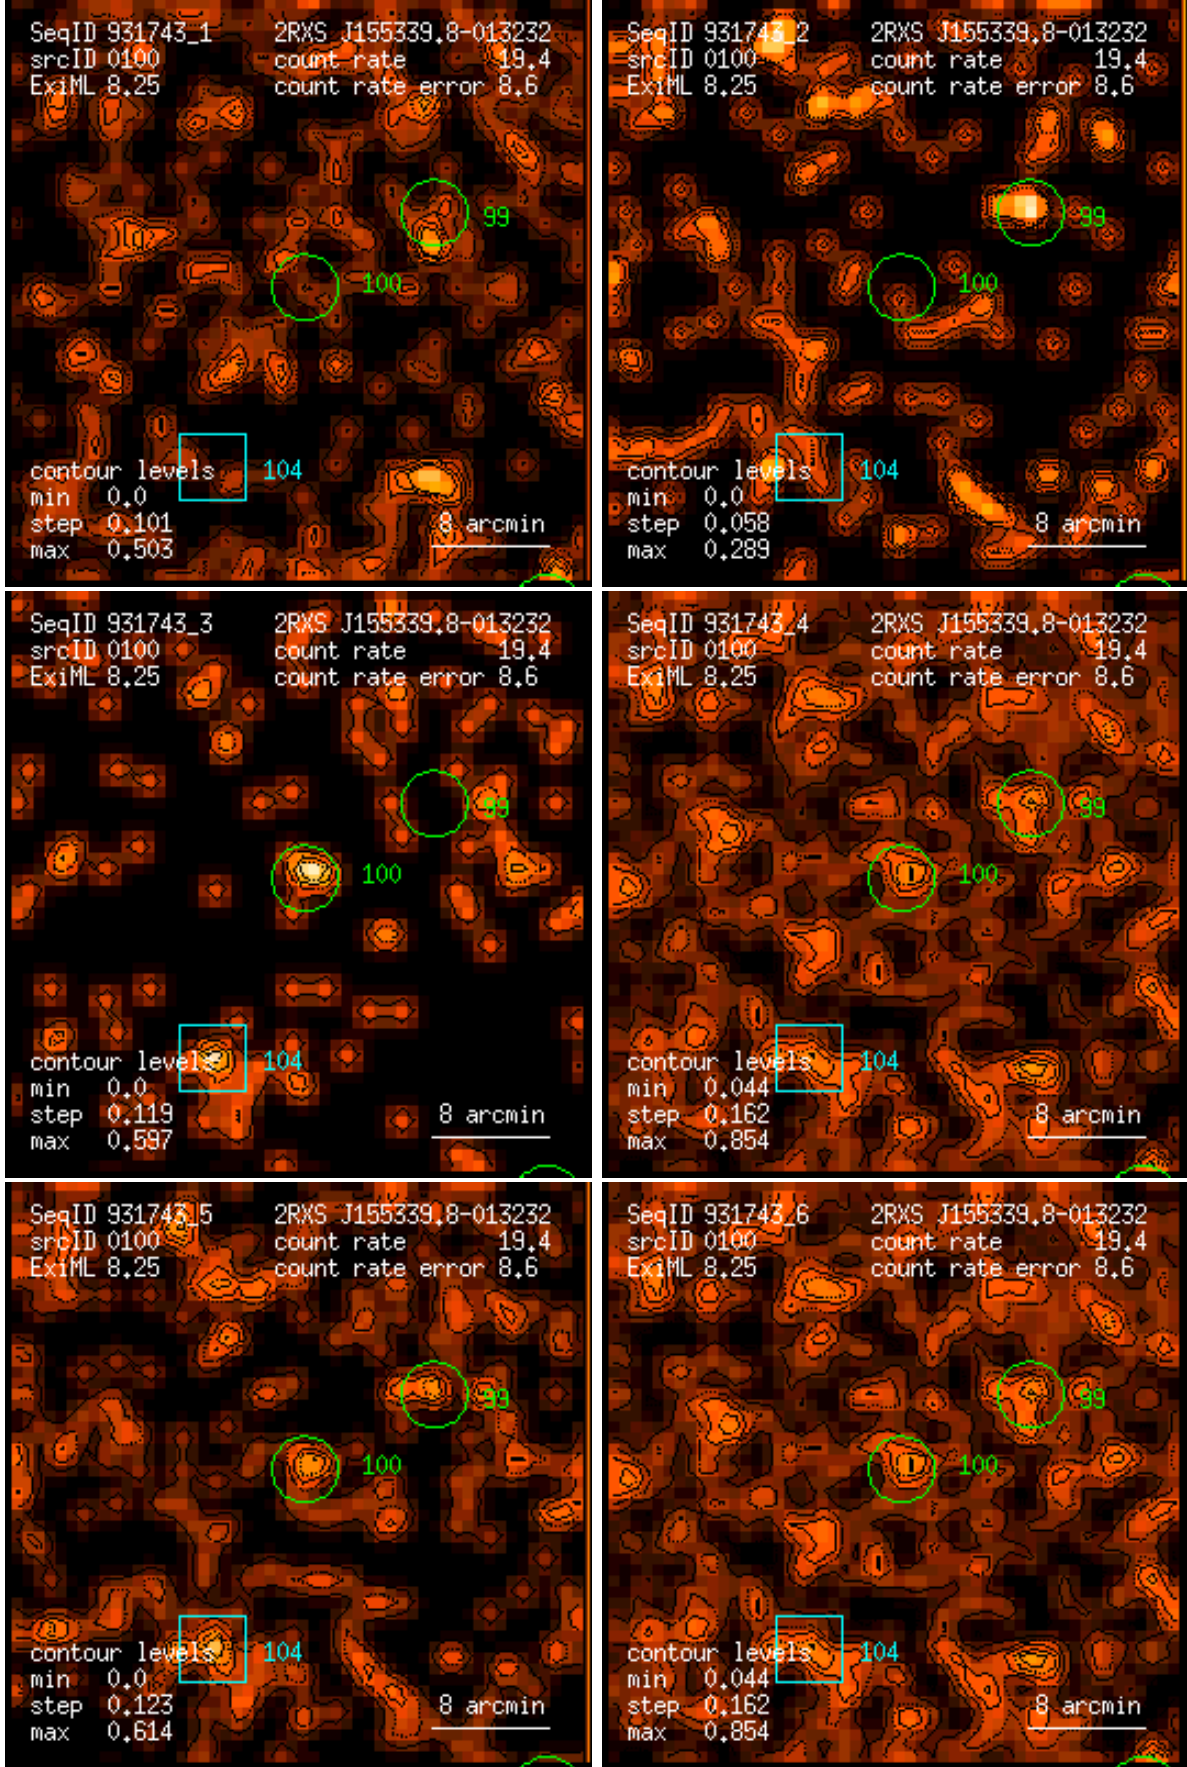 SeqID 931743_1 2RXS J155339.8-013232
srcID 0100 count rate 19.4
ExiML 8.25 count rate error 8.6
99
100
104
contour levels
min 0.0
step 0.101
max 0.503
8 arcmin
SeqID 931743_2 2RXS J155339.8-013232
srcID 0100 count rate 19.4
ExiML 8.25 count rate error 8.6
99
100
104
contour levels
min 0.0
step 0.058
max 0.289
8 arcmin
SeqID 931743_3 2RXS J155339.8-013232
srcID 0100 count rate 19.4
ExiML 8.25 count rate error 8.6
99
100
104
contour levels
min 0.0
step 0.119
max 0.597
8 arcmin
SeqID 931743_4 2RXS J155339.8-013232
srcID 0100 count rate 19.4
ExiML 8.25 count rate error 8.6
99
100
104
contour levels
min 0.044
step 0.162
max 0.854
8 arcmin
SeqID 931743_5 2RXS J155339.8-013232
srcID 0100 count rate 19.4
ExiML 8.25 count rate error 8.6
99
100
104
contour levels
min 0.0
step 0.123
max 0.614
8 arcmin
SeqID 931743_6 2RXS J155339.8-013232
srcID 0100 count rate 19.4
ExiML 8.25 count rate error 8.6
99
100
104
contour levels
min 0.044
step 0.162
max 0.854
8 arcmin